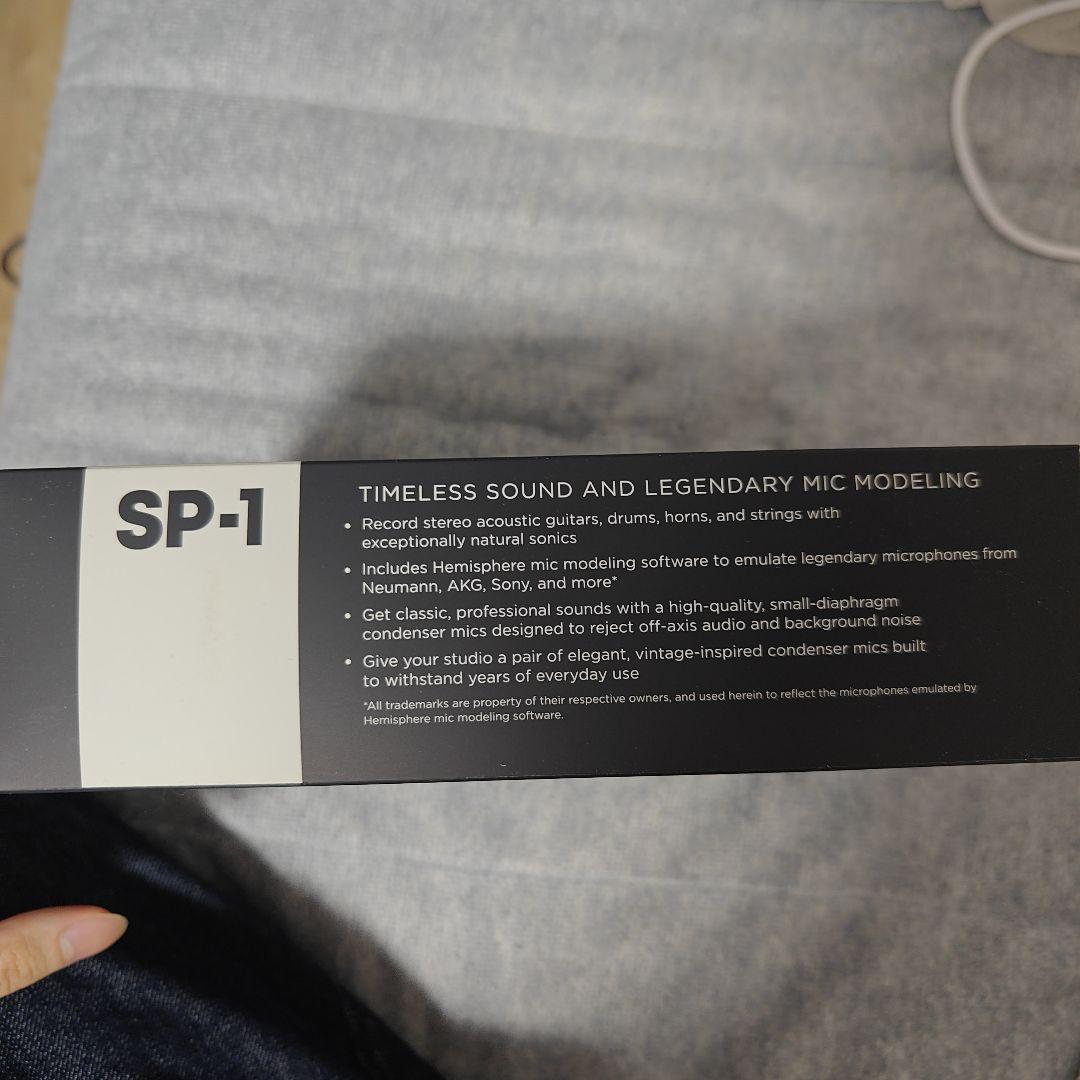 SP-1
TIMELESS SOUND AND LEGENDARY MIC MODELING
• Record stereo acoustic guitars, drums, horns, and strings with
exceptionally natural sonics
• Includes Hemisphere mic modeling software to emulate legendary microphones from
Neumann, AKG, Sony, and more*
• Get classic, professional sounds with a high-quality, small-diaphragm
condenser mics designed to reject off-axis audio and background noise
• Give your studio a pair of elegant, vintage-inspired condenser mics built
to withstand years of everyday use
*All trademarks are property of their respective owners, and used herein to reflect the microphones emulated by
Hemisphere mic modeling software.